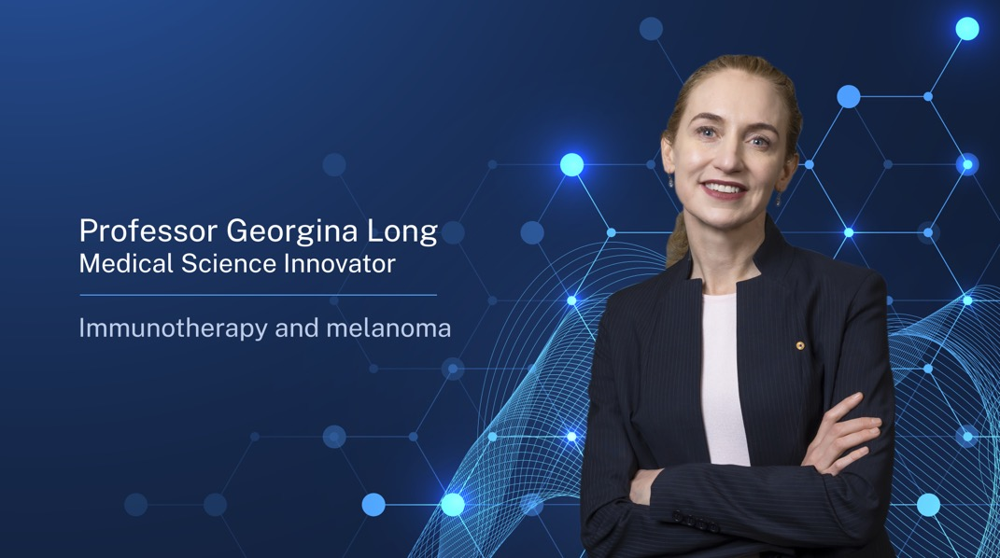 Professor Georgina Long
Medical Science Innovator
Immunotherapy and melanoma